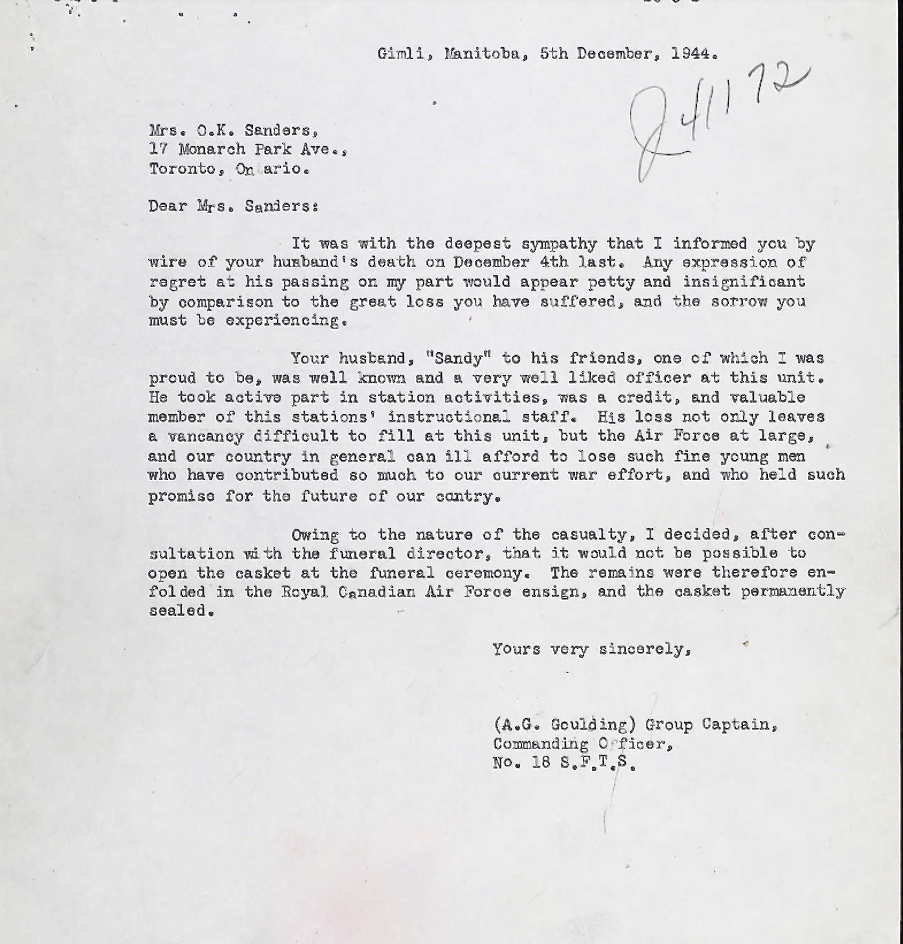 Gimli, Manitoba, 5th December, 1944.
J41172
Mrs. O.K. Sanders,
17 Monarch Park Ave.,
Toronto, On ario.
Dear Mrs. Sanders:
It was with the deepest sympathy that I informed you by
wire of your husband's death on December 4th last. Any expression of
regret at his passing on my part would appear petty and insignificant
by comparison to the great loss you have suffered, and the sorrow you
must be experiencing.
Your husband, "Sandy" to his friends, one of which I was
proud to be, was well known and a very well liked officer at this unit.
He took active part in station activities, was a credit, and valuable
member of this stations' instructional staff. His loss not only leaves
a vancancy difficult to fill at this unit, but the Air Force at large,
and our country in general can ill afford to lose such fine young men
who have contributed so much to our current war effort, and who held such
promise for the future of our contry.
Owing to the nature of the casualty, I decided, after con-
sultation with the funeral director, that it would not be possible to
open the casket at the funeral ceremony. The remains were therefore en-
folded in the Royal Canadian Air Force ensign, and the casket permanently
sealed.
Yours very sincerely,
(A.G. Goulding) Group Captain,
Commanding Officer,
No. 18 S.F.T.S.